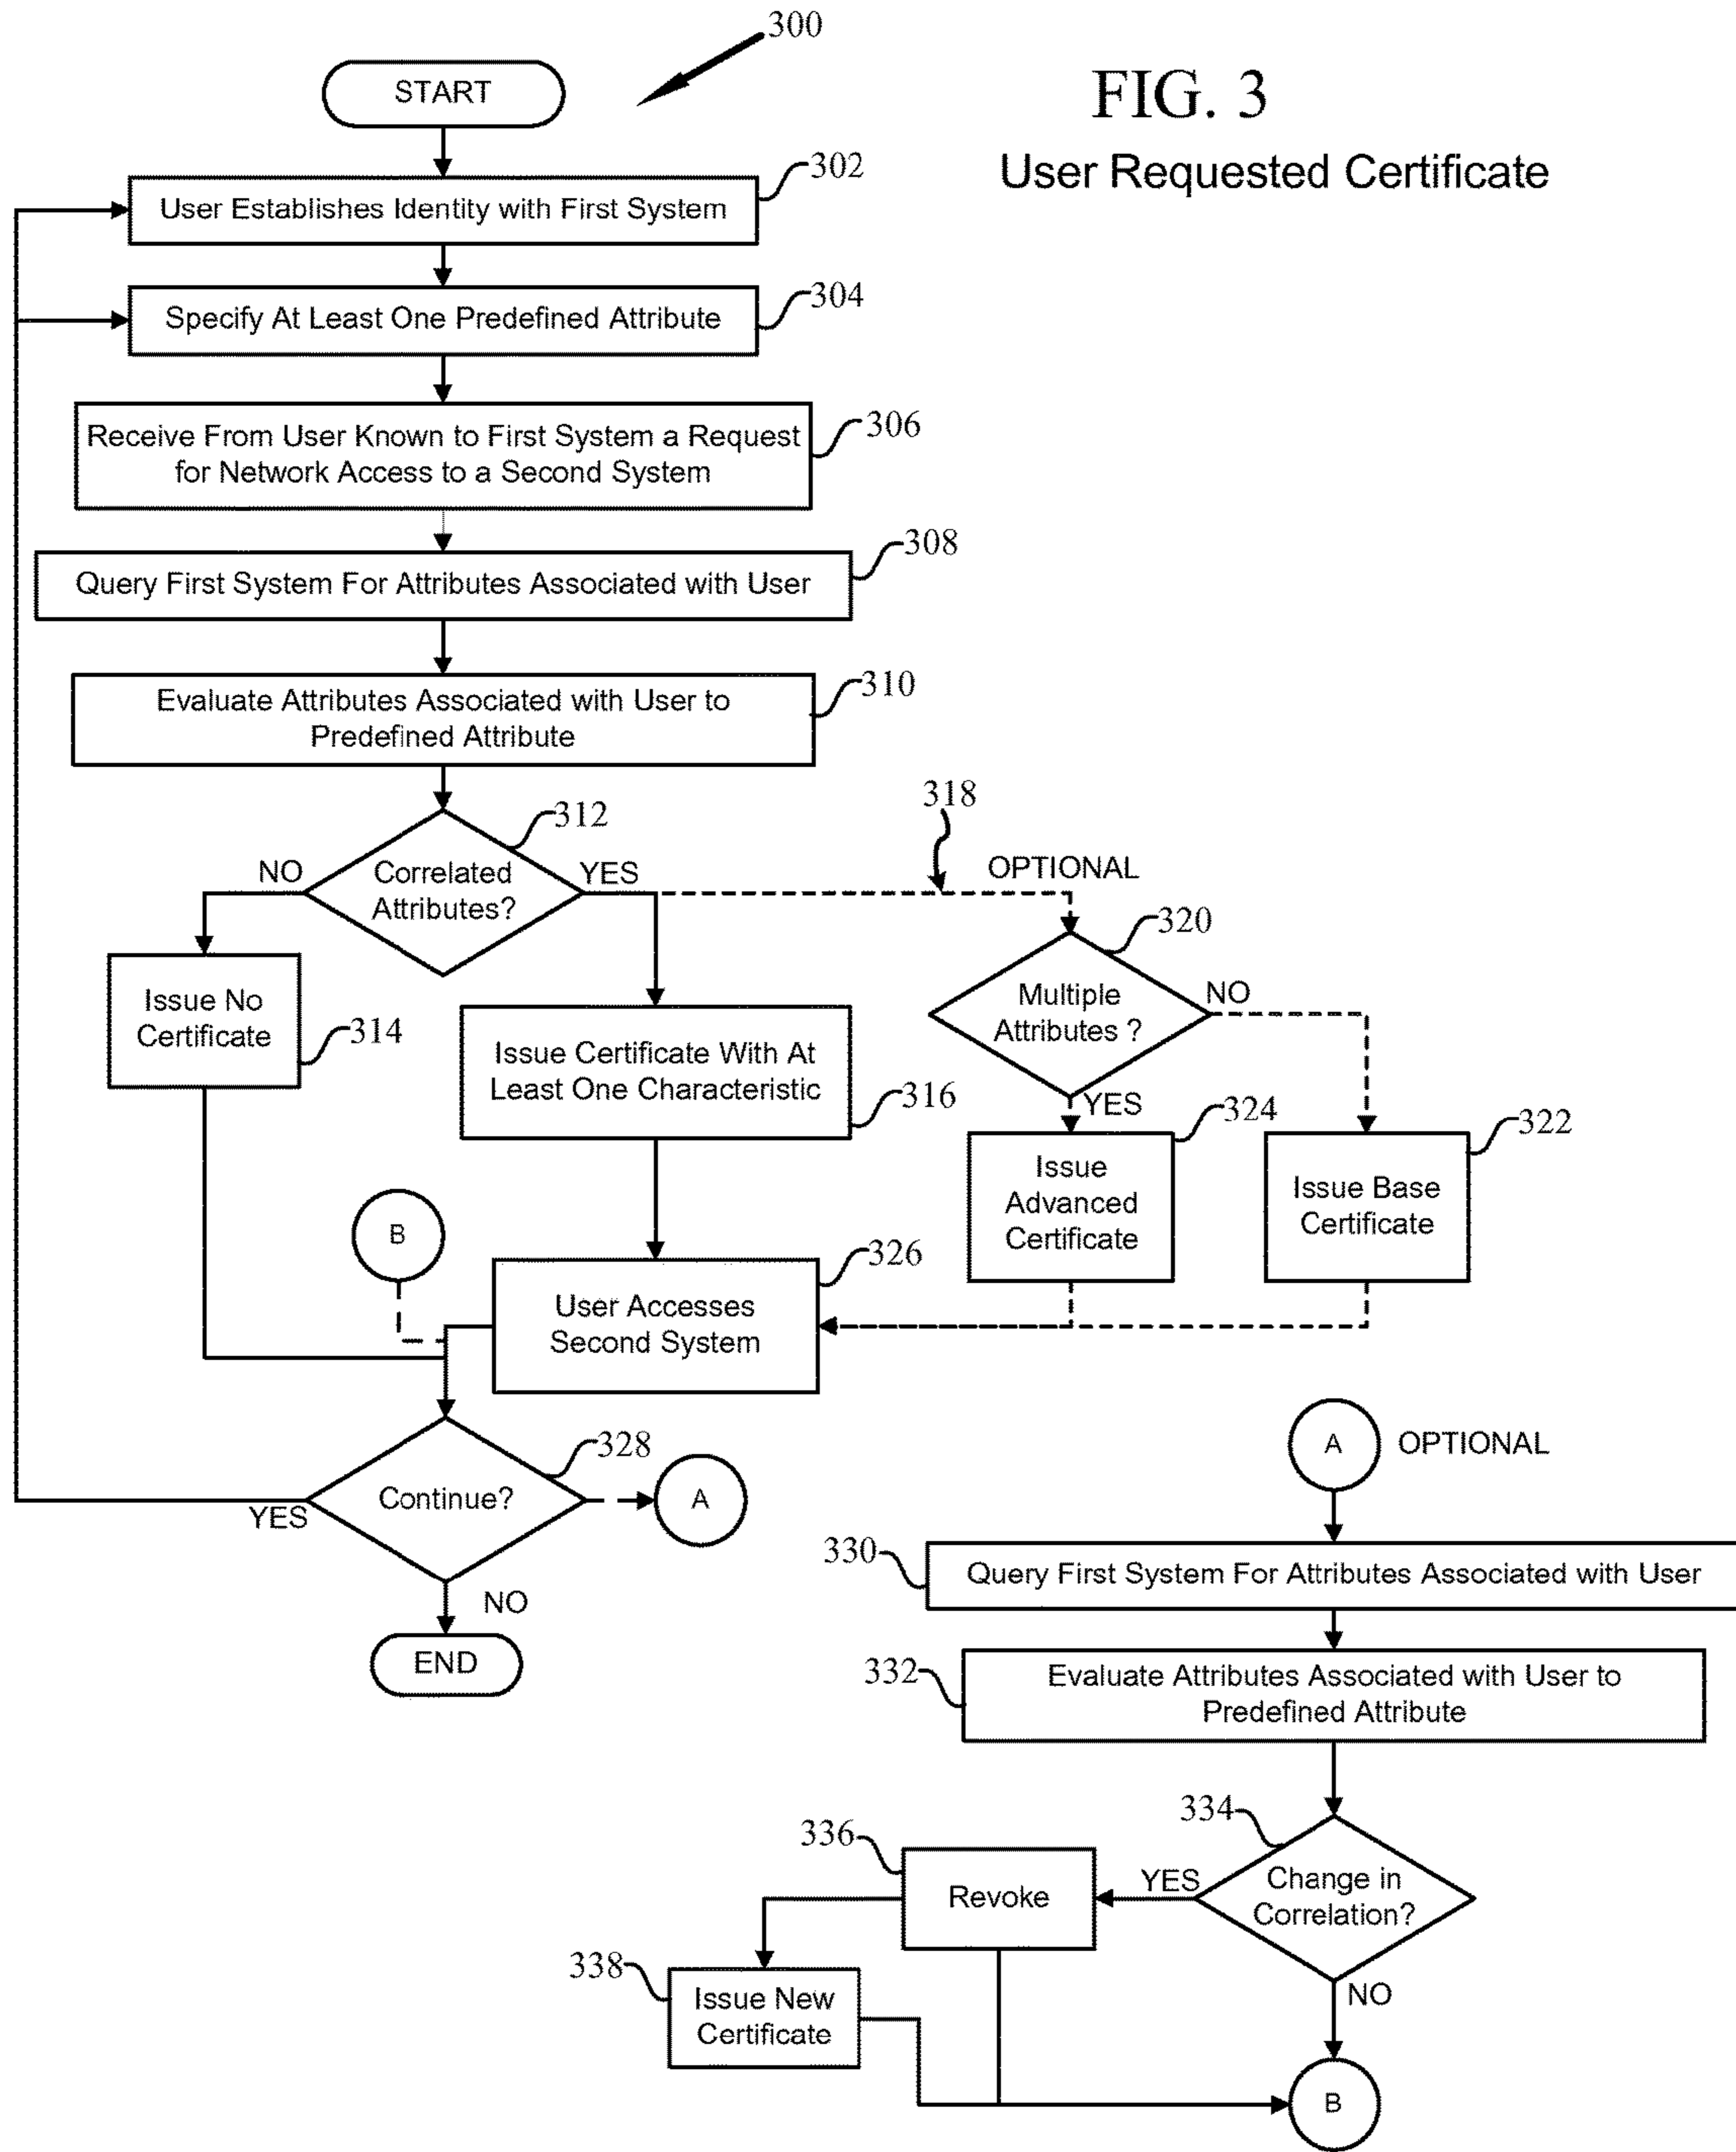 300
START
FIG. 3
User Requested Certificate
302
User Establishes Identity with First System
304
Specify At Least One Predefined Attribute
306
Receive From User Known to First System a Request
for Network Access to a Second System
308
Query First System For Attributes Associated with User
310
Evaluate Attributes Associated with User to
Predefined Attribute
312
318
NO
Correlated
Attributes?
YES
OPTIONAL
320
Multiple
Attributes ?
NO
Issue No
Certificate
314
Issue Certificate With At
Least One Characteristic
316
YES
324
322
Issue
Advanced
Certificate
Issue Base
Certificate
B
326
User Accesses
Second System
328
Continue?
YES
A
NO
END
A
OPTIONAL
330
Query First System For Attributes Associated with User
332
Evaluate Attributes Associated with User to
Predefined Attribute
334
336
Change in
Correlation?
YES
Revoke
338
Issue New
Certificate
NO
B